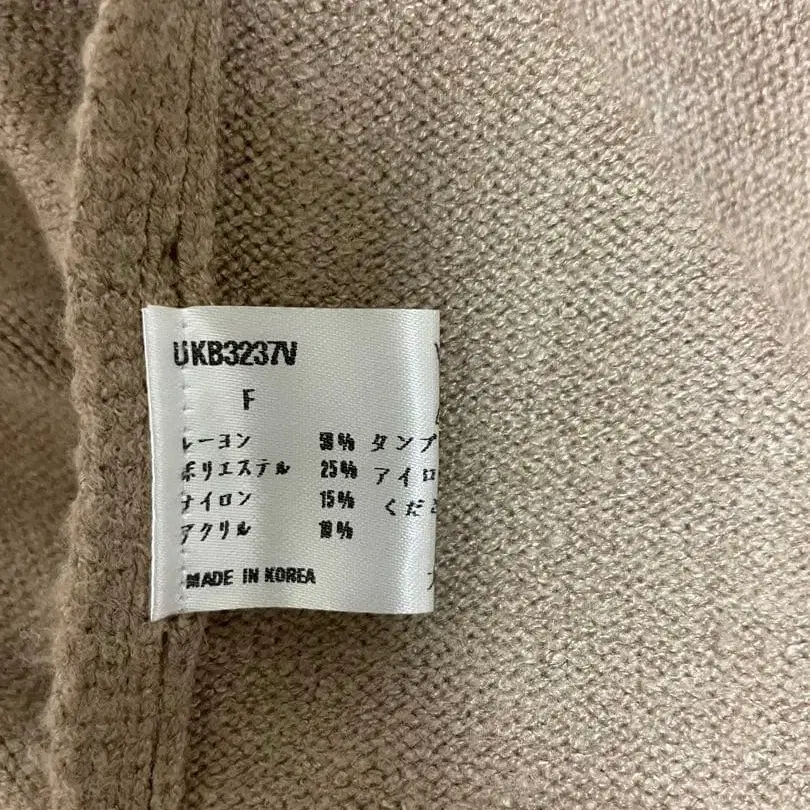 UKB3237V
F
レーヨン 50% タンプ
ポリエステル 25% アイロ
ナイロン 15% くださ
アクリル 10%
MADE IN KOREA